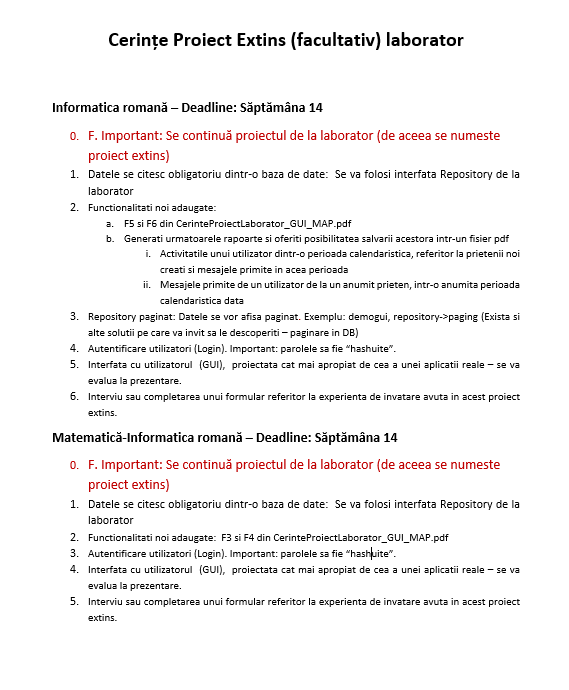 Cerințe Proiect Extins (facultativ) laborator
Informatica romană – Deadline: Săptămâna 14
0. F. Important: Se continuă proiectul de la laborator (de aceea se numeste
proiect extins)
1. Datele se citesc obligatoriu dintr-o baza de date: Se va folosi interfata Repository de la
laborator
2. Functionalitati noi adaugate:
a. F5 si F6 din CerinteProiectLaborator_GUI_MAP.pdf
b. Generati urmatoarele rapoarte si oferiti posibilitatea salvarii acestora intr-un fisier pdf
i. Activitatile unui utilizator dintr-o perioada calendaristica, referitor la prietenii noi
creati si mesajele primite in acea perioada
ii. Mesajele primite de un utilizator de la un anumit prieten, intr-o anumita perioada
calendaristica data
3. Repository paginat: Datele se vor afisa paginat. Exemplu: demogui, repository->paging (Exista si
alte solutii pe care va invit sa le descoperiti – paginare in DB)
4. Autentificare utilizatori (Login). Important: parolele sa fie “hashuite”.
5. Interfata cu utilizatorul (GUI), proiectata cat mai apropiat de cea a unei aplicatii reale – se va
evalua la prezentare.
6. Interviu sau completarea unui formular referitor la experienta de invatare avuta in acest proiect
extins.
Matematică-Informatica romană – Deadline: Săptămâna 14
0. F. Important: Se continuă proiectul de la laborator (de aceea se numeste
proiect extins)
1. Datele se citesc obligatoriu dintr-o baza de date: Se va folosi interfata Repository de la
laborator
2. Functionalitati noi adaugate: F3 si F4 din CerinteProiectLaborator_GUI_MAP.pdf
3. Autentificare utilizatori (Login). Important: parolele sa fie “hashuite”.
4. Interfata cu utilizatorul (GUI), proiectata cat mai apropiat de cea a unei aplicatii reale – se va
evalua la prezentare.
5. Interviu sau completarea unui formular referitor la experienta de invatare avuta in acest proiect
extins.